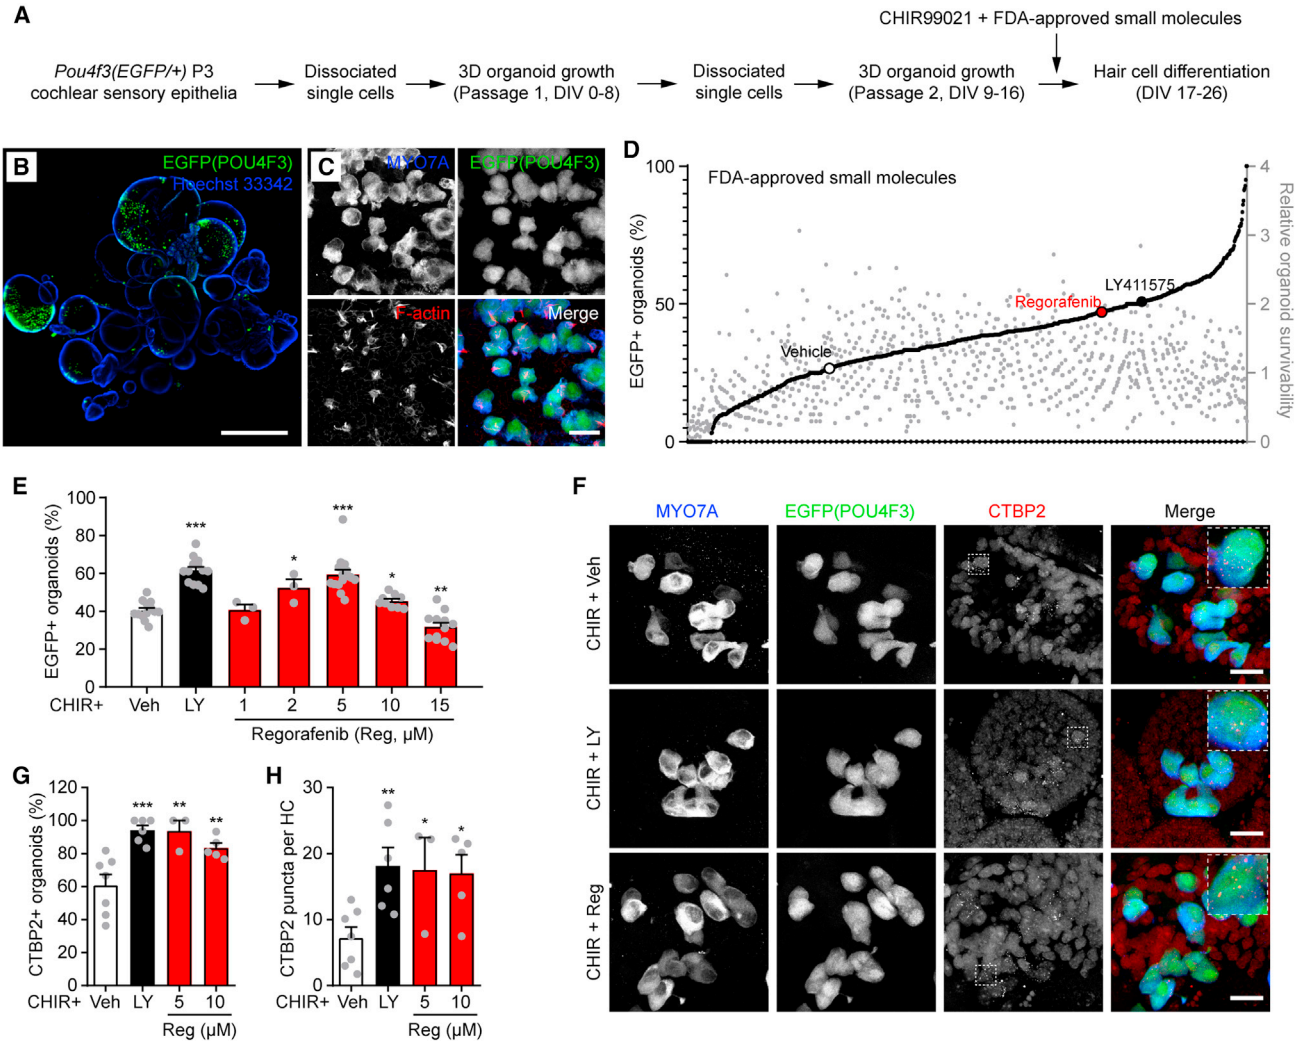 A
CHIR99021 + FDA-approved small molecules
Pou4f3(EGFP/+) P3
cochlear sensory epithelia
Dissociated
single cells
3D organoid growth
(Passage 1, DIV 0-8)
Dissociated
single cells
3D organoid growth
(Passage 2, DIV 9-16)
Hair cell differentiation
(DIV 17-26)
B
EGFP(POU4F3)
Hoechst 33342
C
MYO7A
EGFP(POU4F3)
F-actin
Merge
D
FDA-approved small molecules
EGFP+ organoids (%)
100
50
0
Vehicle
Regorafenib
LY411575
4
3
2
1
0
Relative organoid survivability
E
EGFP+ organoids (%)
100
80
60
40
20
0
***
*
***
*
**
CHIR+
Veh
LY
1
2
5
10
15
Regorafenib (Reg, µM)
F
MYO7A
EGFP(POU4F3)
CTBP2
Merge
CHIR + Veh
CHIR + LY
CHIR + Reg
G
CTBP2+ organoids (%)
120
100
80
60
40
20
0
***
**
**
CHIR+
Veh
LY
5
10
Reg (µM)
H
CTBP2 puncta per HC
30
20
10
0
**
*
*
CHIR+
Veh
LY
5
10
Reg (µM)